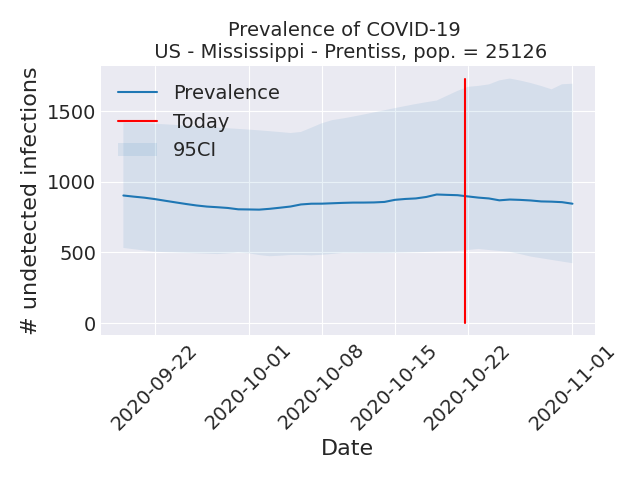 Prevalence of COVID-19
US - Mississippi - Prentiss, pop. = 25126
Prevalence
Today
95CI
1500
1000
500
0
# undetected infections
2020-09-22
2020-10-01
2020-10-08
2020-10-15
2020-10-22
2020-11-01
Date